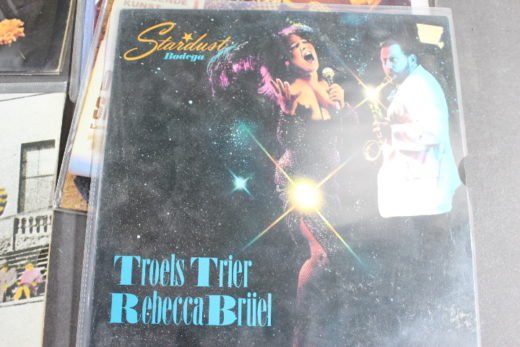 Stardust
Bodega
Troels Trier
Rebecca Brüel